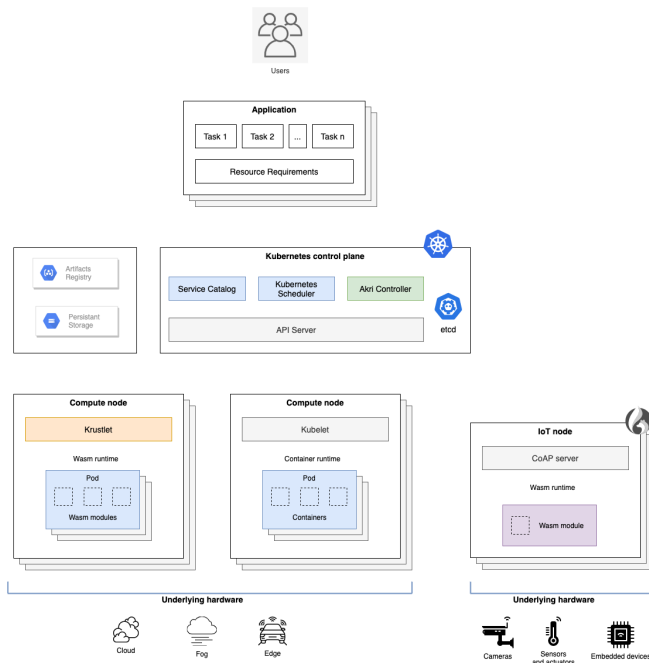 Users
Application
Task 1
Task 2
...
Task n
Resource Requirements
Artifacts
Registry
Persistant
Storage
Kubernetes control plane
Service Catalog
Kubernetes
Scheduler
Akri Controller
API Server
etcd
Compute node
Krustlet
Wasm runtime
Pod
Wasm modules
Compute node
Kubelet
Container runtime
Pod
Containers
IoT node
CoAP server
Wasm runtime
Wasm module
Underlying hardware
Cloud
Fog
Edge
Underlying hardware
Cameras
Sensors
and actuators
Embedded devices